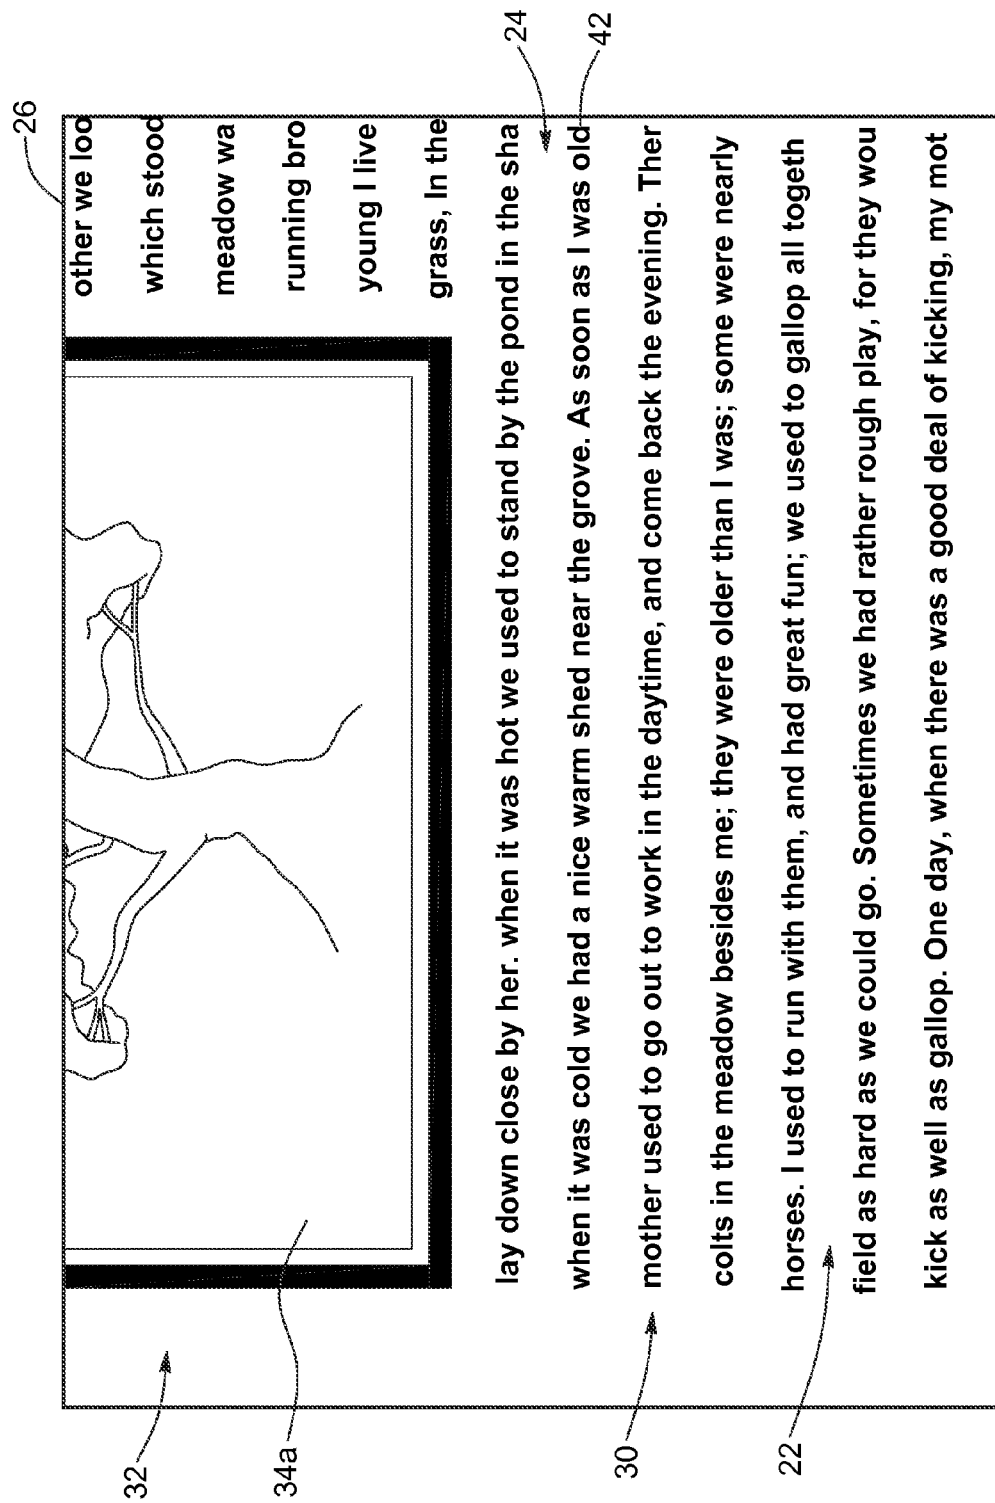 26
32
34a
other we loo
which stood
meadow wa
running bro
young I live
grass, In the
24
lay down close by her. when it was hot we used to stand by the pond in the sha
42
when it was cold we had a nice warm shed near the grove. As soon as I was old
30
mother used to go out to work in the daytime, and come back the evening. Ther
colts in the meadow besides me; they were older than I was; some were nearly
22
horses. I used to run with them, and had great fun; we used to gallop all togeth
field as hard as we could go. Sometimes we had rather rough play, for they wou
kick as well as gallop. One day, when there was a good deal of kicking, my mot